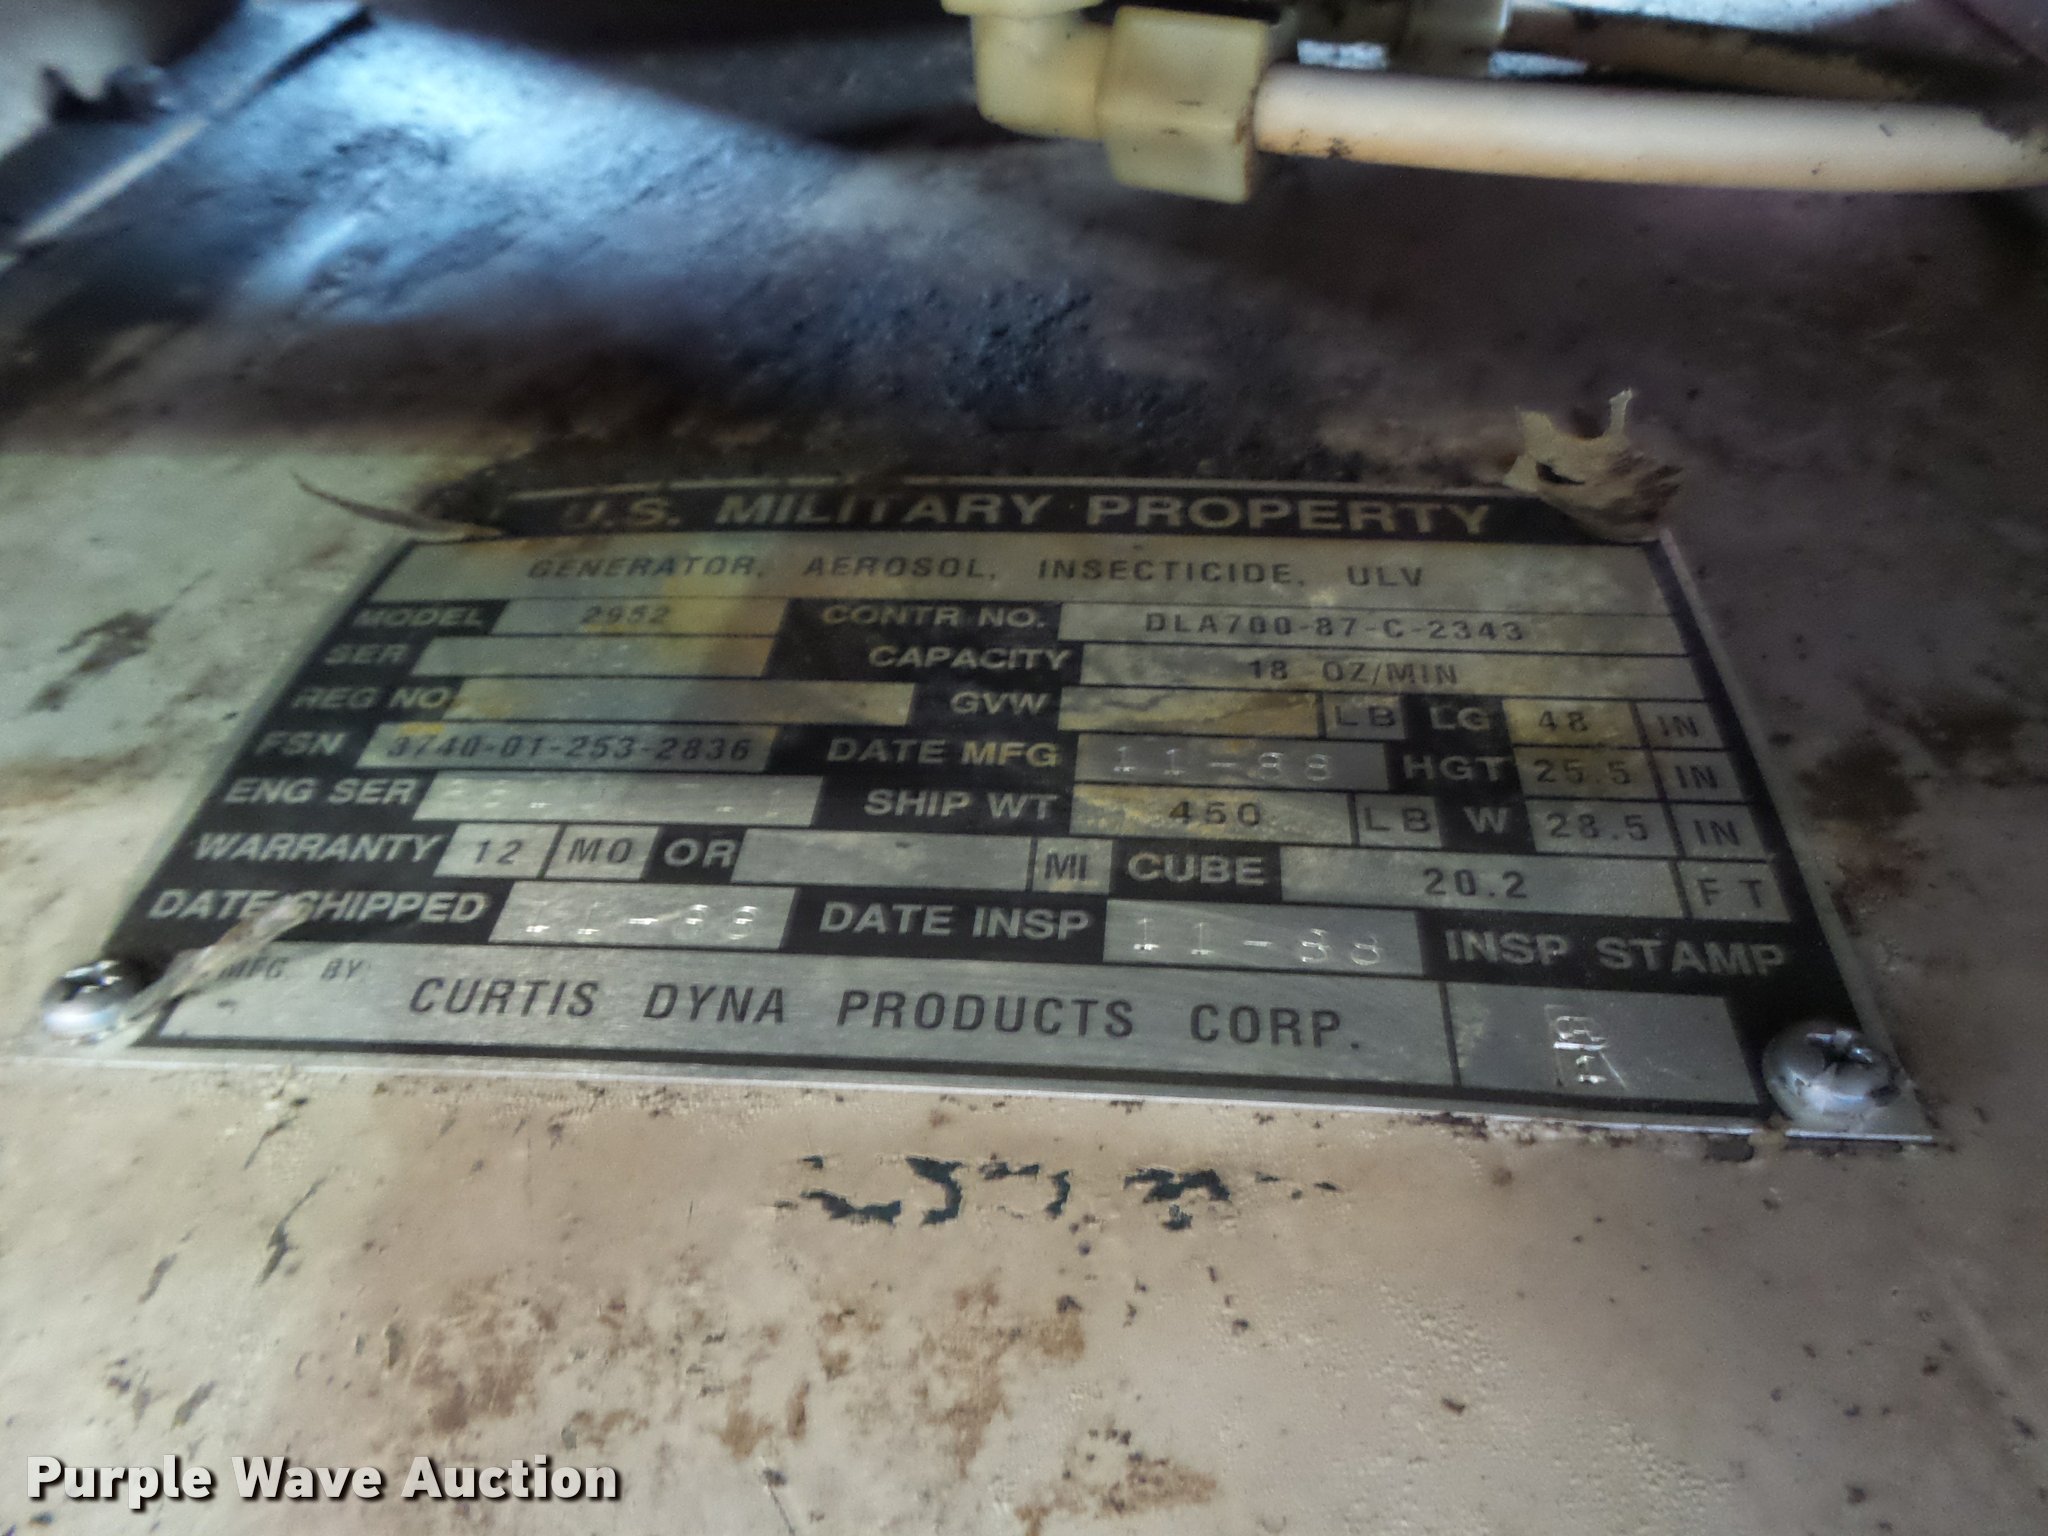 U.S. MILITARY PROPERTY
GENERATOR, AEROSOL, INSECTICIDE, ULV
MODEL 2952 CONTR NO. DLA700-87-C-2343
SER CAPACITY 18 OZ/MIN
REG NO GVW LB LG 48 IN
FSN 3740-01-253-2836 DATE MFG 11-88 HGT 25.5 IN
ENG SER SHIP WT 450 LB W 28.5 IN
WARRANTY 12 MO OR MI CUBE 20.2 FT
DATE SHIPPED 11-88 DATE INSP 11-88 INSP STAMP
MFG BY CURTIS DYNA PRODUCTS CORP.
Purple Wave Auction